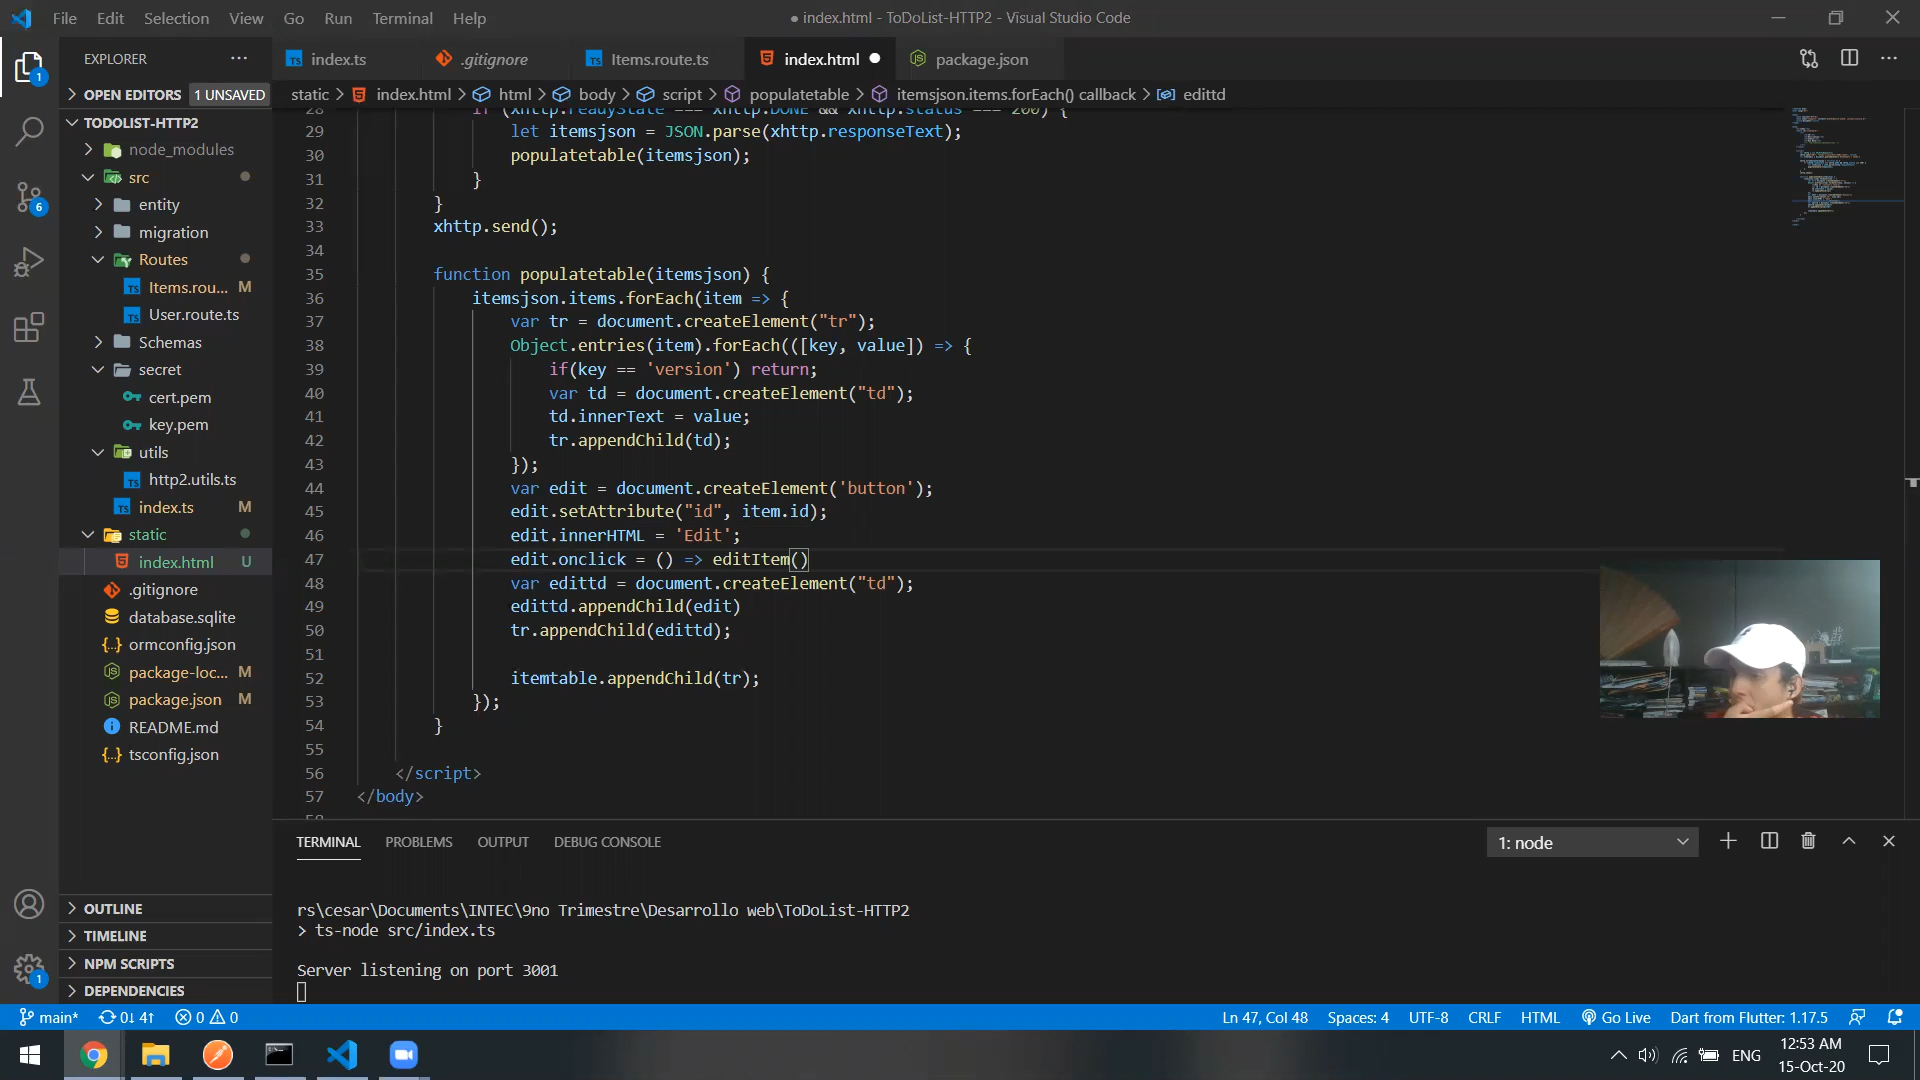 File Edit Selection View Go Run Terminal Help
● index.html - ToDoList-HTTP2 - Visual Studio Code
EXPLORER
index.ts
.gitignore
Items.route.ts
index.html
package.json
OPEN EDITORS 1 UNSAVED
static > index.html > html > body > script > populatetable > itemsjson.items.forEach() callback > edittd
TODOLIST-HTTP2
node_modules
src
entity
migration
Routes
Items.rou... M
User.route.ts
Schemas
secret
cert.pem
key.pem
utils
http2.utils.ts
index.ts M
static
index.html U
.gitignore
database.sqlite
ormconfig.json
package-loc... M
package.json M
README.md
tsconfig.json
OUTLINE
TIMELINE
NPM SCRIPTS
DEPENDENCIES
1
6
1
28 if (xhttp.readyState === xhttp.DONE && xhttp.status === 200) {
29 let itemsjson = JSON.parse(xhttp.responseText);
30 populatetable(itemsjson);
31 }
32 }
33 xhttp.send();
34
35 function populatetable(itemsjson) {
36 itemsjson.items.forEach(item => {
37 var tr = document.createElement("tr");
38 Object.entries(item).forEach(([key, value]) => {
39 if(key == 'version') return;
40 var td = document.createElement("td");
41 td.innerText = value;
42 tr.appendChild(td);
43 });
44 var edit = document.createElement('button');
45 edit.setAttribute("id", item.id);
46 edit.innerHTML = 'Edit';
47 edit.onclick = () => editItem()
48 var edittd = document.createElement("td");
49 edittd.appendChild(edit)
50 tr.appendChild(edittd);
51
52 itemtable.appendChild(tr);
53 });
54 }
55
56 </script>
57 </body>
58
TERMINAL PROBLEMS OUTPUT DEBUG CONSOLE
1: node
rs\cesar\Documents\INTEC\9no Trimestre\Desarrollo web\ToDoList-HTTP2
> ts-node src/index.ts
Server listening on port 3001
main* 0↓ 4↑ 0 0
Ln 47, Col 48 Spaces: 4 UTF-8 CRLF HTML Go Live Dart from Flutter: 1.17.5
ENG
12:53 AM
15-Oct-20